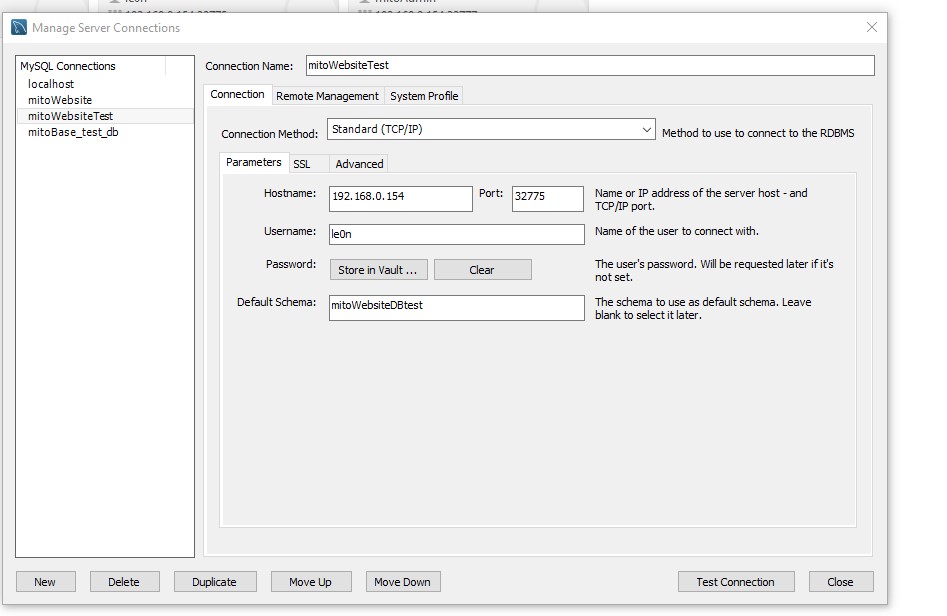 Manage Server Connections
MySQL Connections
localhost
mitoWebsite
mitoWebsiteTest
mitoBase_test_db
Connection Name:
mitoWebsiteTest
Connection
Remote Management
System Profile
Connection Method:
Standard (TCP/IP)
Method to use to connect to the RDBMS
Parameters
SSL
Advanced
Hostname:
192.168.0.154
Port:
32775
Name or IP address of the server host - and
TCP/IP port.
Username:
le0n
Name of the user to connect with.
Password:
Store in Vault ...
Clear
The user's password. Will be requested later if it's
not set.
Default Schema:
mitoWebsiteDBtest
The schema to use as default schema. Leave
blank to select it later.
New
Delete
Duplicate
Move Up
Move Down
Test Connection
Close